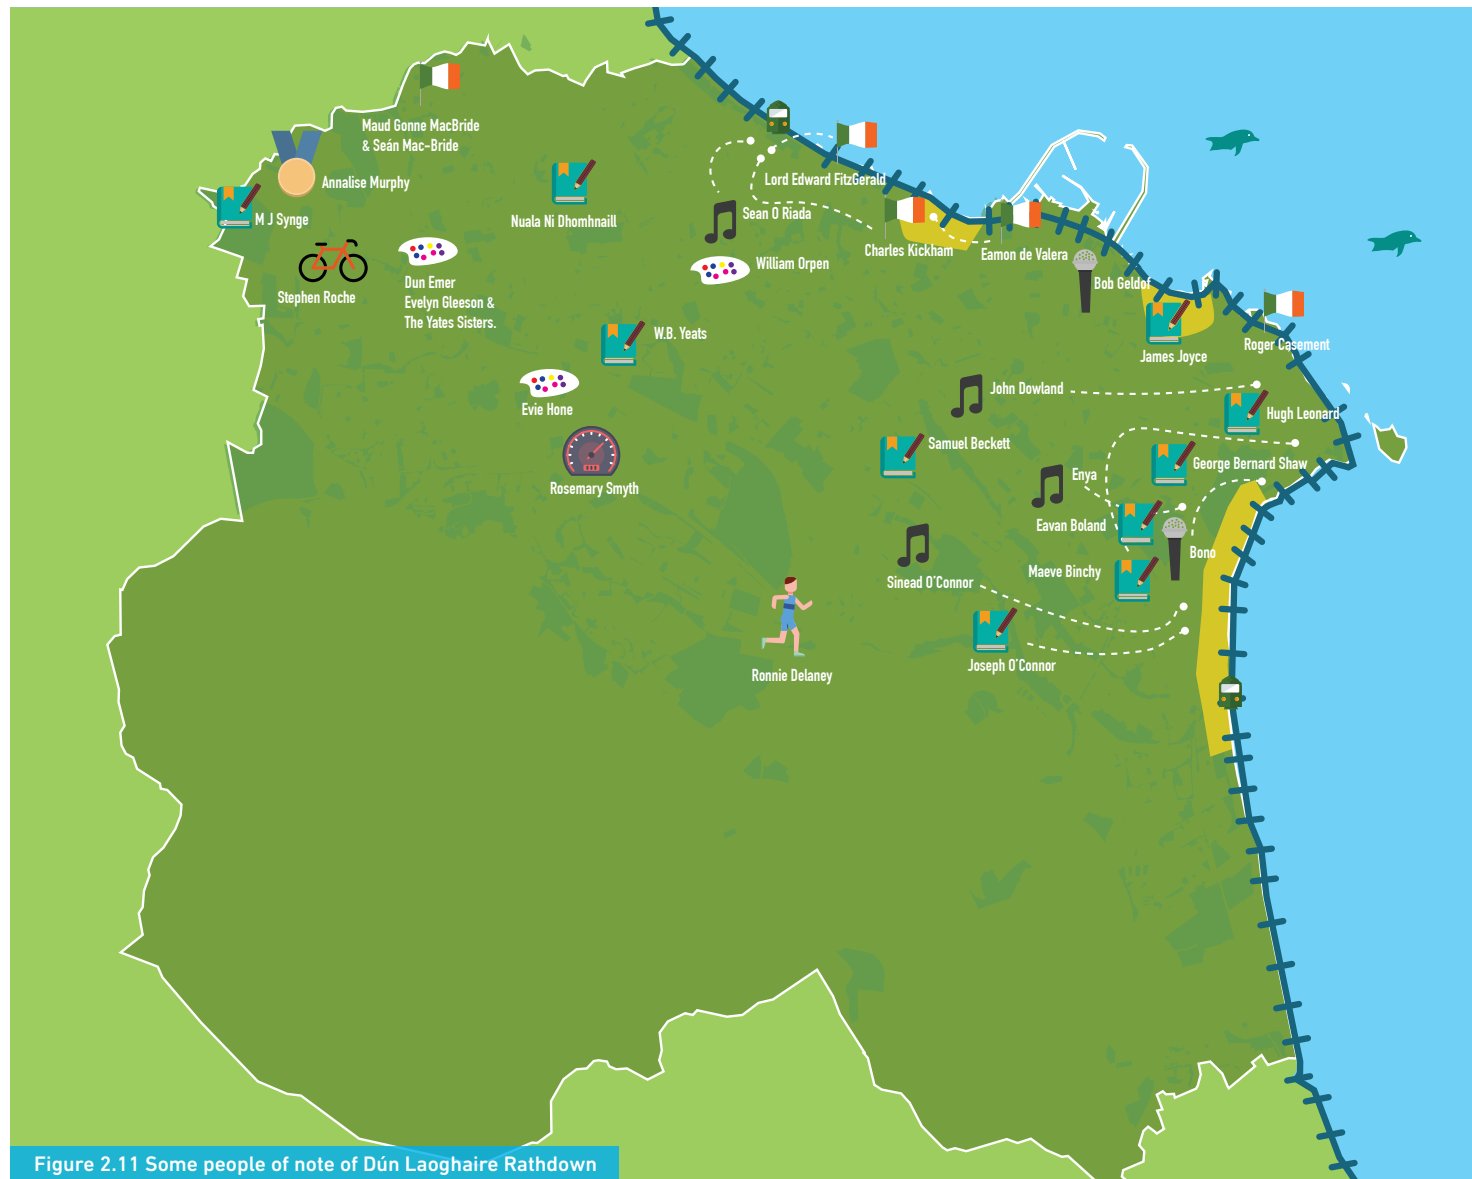 Maud Gonne MacBride
& Seán Mac-Bride
Annalise Murphy
M J Synge
Nuala Ni Dhomhnaill
Lord Edward FitzGerald
Sean O Riada
William Orpen
Charles Kickham
Eamon de Valera
Bob Geldof
Stephen Roche
Dun Emer
Evelyn Gleeson &
The Yates Sisters.
W.B. Yeats
James Joyce
Roger Casement
Evie Hone
John Dowland
Hugh Leonard
Samuel Beckett
George Bernard Shaw
Enya
Rosemary Smyth
Eavan Boland
Bono
Maeve Binchy
Sinead O'Connor
Joseph O'Connor
Ronnie Delaney
Figure 2.11 Some people of note of Dún Laoghaire Rathdown